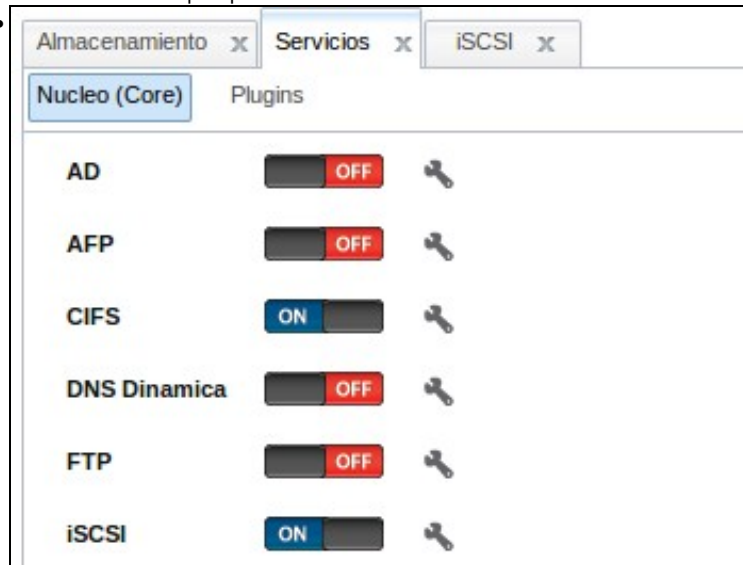 Almacenamiento x Servicios x iSCSI x
Nucleo (Core) Plugins
AD OFF
AFP OFF
CIFS ON
DNS Dinamica OFF
FTP OFF
iSCSI ON